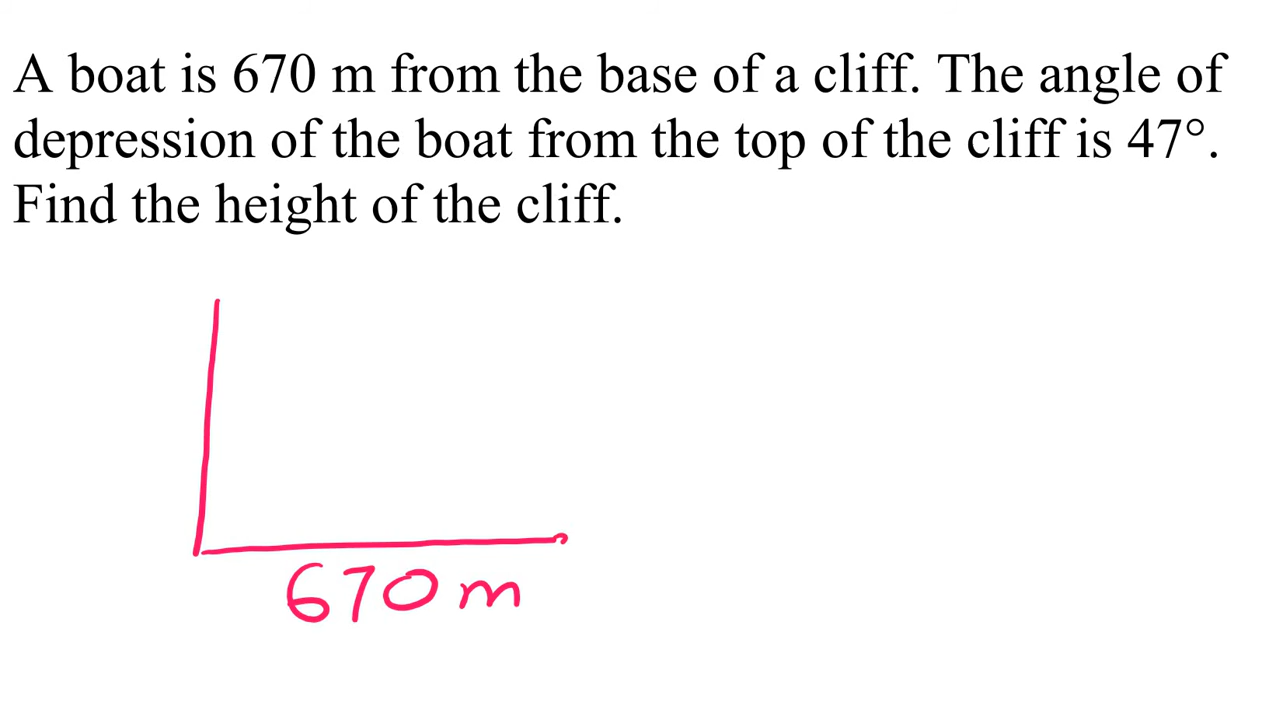 A boat is 670 m from the base of a cliff. The angle of
depression of the boat from the top of the cliff is 47°.
Find the height of the cliff.
670 m